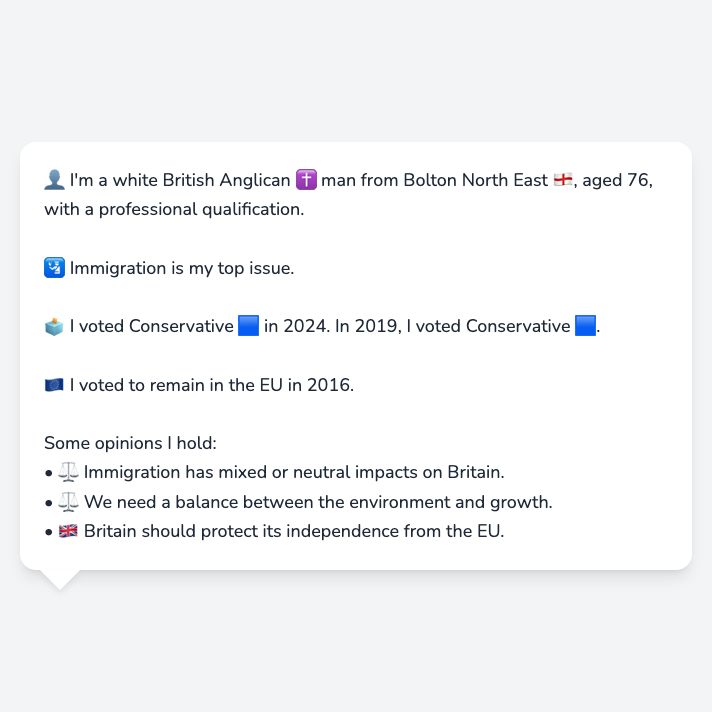 👤 I'm a white British Anglican ✝️ man from Bolton North East 🏴󠁧󠁢󠁥󠁮󠁧󠁿, aged 76,
with a professional qualification.
🛂 Immigration is my top issue.
🗳️ I voted Conservative 🟦 in 2024. In 2019, I voted Conservative 🟦.
🇪🇺 I voted to remain in the EU in 2016.
Some opinions I hold:
• ⚖️ Immigration has mixed or neutral impacts on Britain.
• ⚖️ We need a balance between the environment and growth.
• 🇬🇧 Britain should protect its independence from the EU.